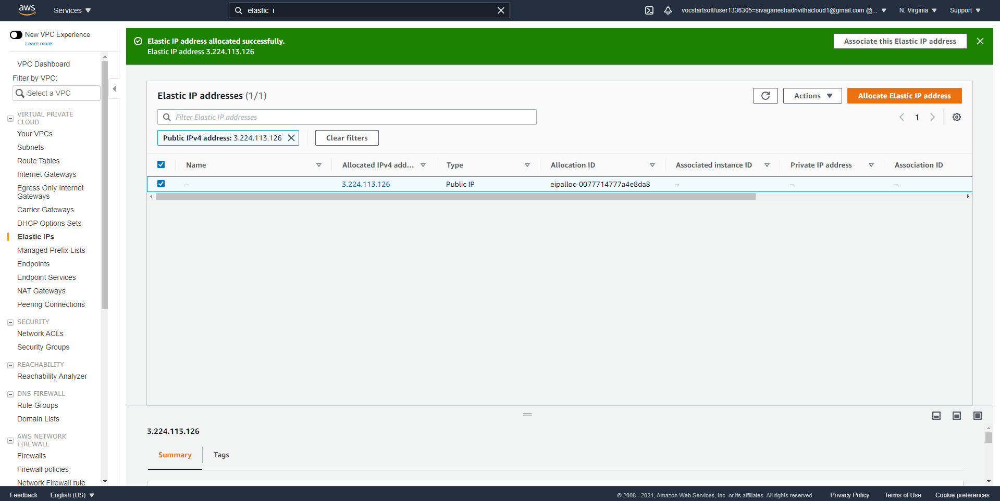 aws
Services
elastic  i
vocstartsoft/user1336305=sivaganeshadhvithacloud1@gmail.com @...
N. Virginia
Support
New VPC Experience
Learn more
VPC Dashboard
Filter by VPC:
Select a VPC
VIRTUAL PRIVATE
CLOUD
Your VPCs
Subnets
Route Tables
Internet Gateways
Egress Only Internet
Gateways
Carrier Gateways
DHCP Options Sets
Elastic IPs
Managed Prefix Lists
Endpoints
Endpoint Services
NAT Gateways
Peering Connections
SECURITY
Network ACLs
Security Groups
REACHABILITY
Reachability Analyzer
DNS FIREWALL
Rule Groups
Domain Lists
AWS NETWORK
FIREWALL
Firewalls
Firewall policies
Network Firewall rule
Elastic IP address allocated successfully.
Elastic IP address 3.224.113.126
Associate this Elastic IP address
Elastic IP addresses (1/1)
Actions
Allocate Elastic IP address
Filter Elastic IP addresses
1
Public IPv4 address: 3.224.113.126
Clear filters
Name
Allocated IPv4 add...
Type
Allocation ID
Associated instance ID
Private IP address
Association ID
–
3.224.113.126
Public IP
eipalloc-0077714777a4e8da8
–
–
–
3.224.113.126
Summary
Tags
Feedback
English (US)
© 2008 - 2021, Amazon Web Services, Inc. or its affiliates. All rights reserved.
Privacy Policy
Terms of Use
Cookie preferences